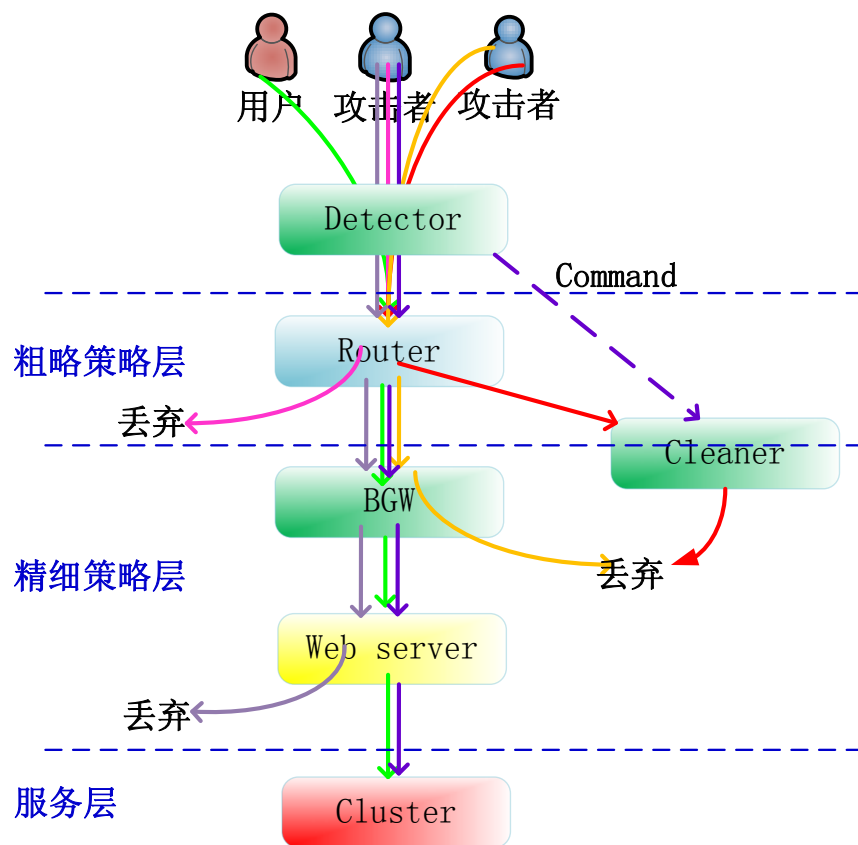 用户
攻击者
攻击者
Detector
Command
粗略策略层
Router
丢弃
Cleaner
BGW
精细策略层
丢弃
Web server
丢弃
服务层
Cluster